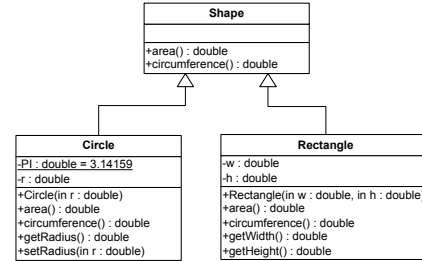 Shape
+area() : double
+circumference() : double
Circle
-PI : double = 3.14159
-r : double
+Circle(in r : double)
+area() : double
+circumference() : double
+getRadius() : double
+setRadius(in r : double)
Rectangle
-w : double
-h : double
+Rectangle(in w : double, in h : double)
+area() : double
+circumference() : double
+getWidth() : double
+getHeight() : double